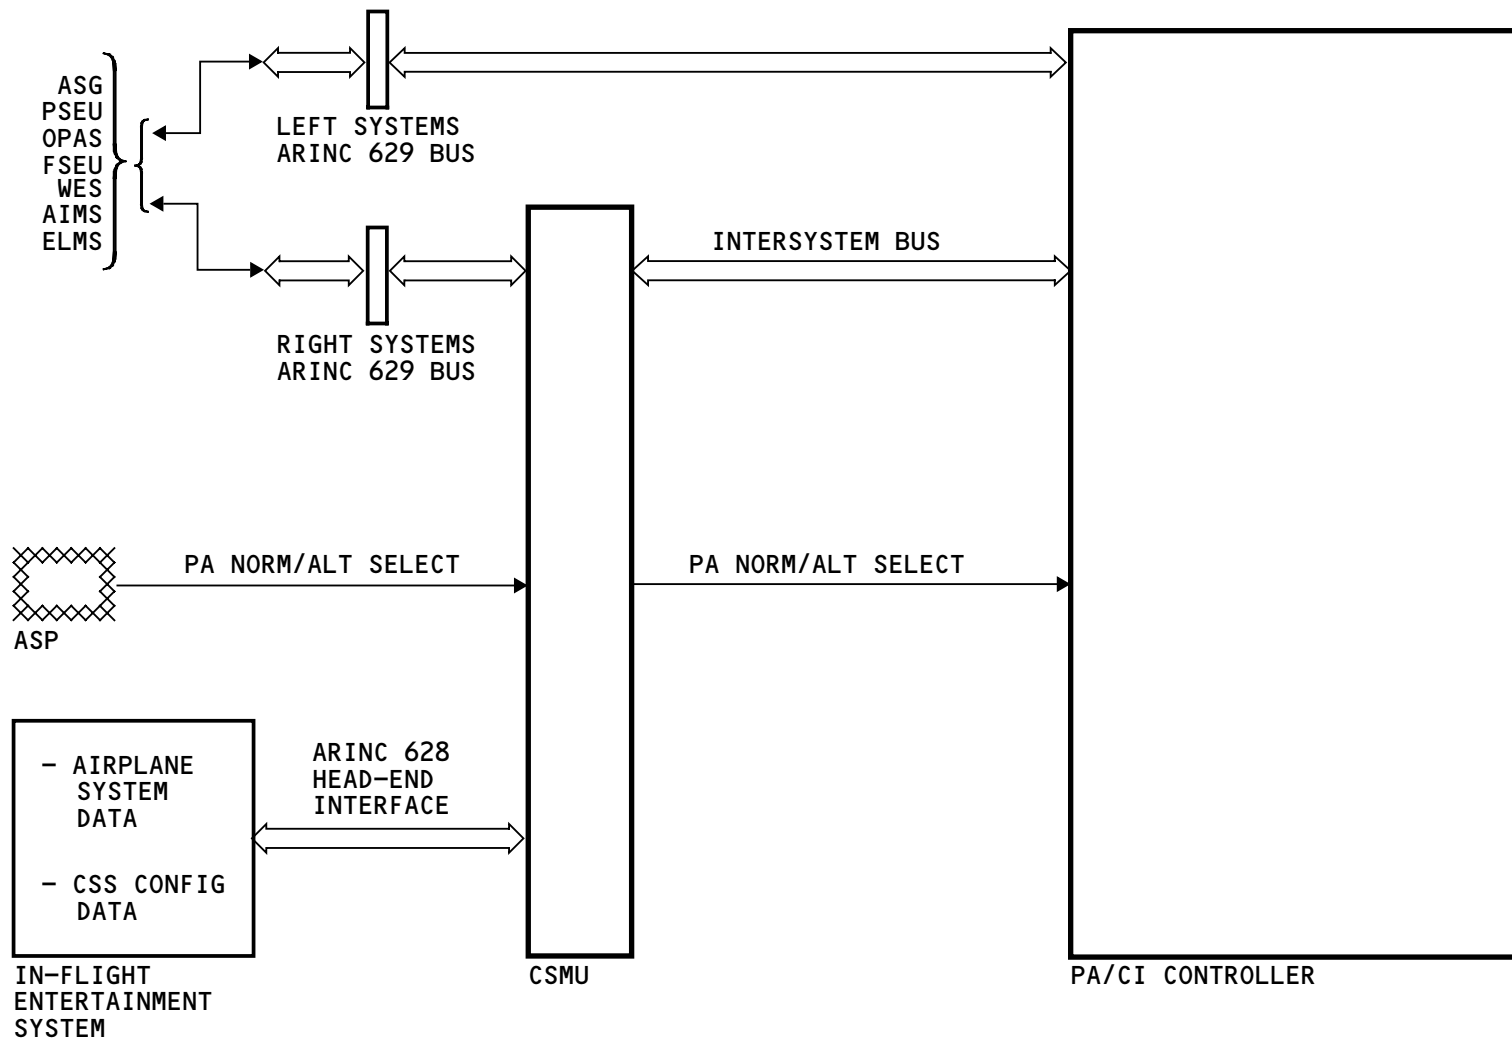 ASG
PSEU
OPAS
FSEU
WES
AIMS
ELMS
LEFT SYSTEMS
ARINC 629 BUS
INTERSYSTEM BUS
RIGHT SYSTEMS
ARINC 629 BUS
PA NORM/ALT SELECT
PA NORM/ALT SELECT
ASP
- AIRPLANE
SYSTEM
DATA
- CSS CONFIG
DATA
ARINC 628
HEAD-END
INTERFACE
IN-FLIGHT
ENTERTAINMENT
SYSTEM
CSMU
PA/CI CONTROLLER